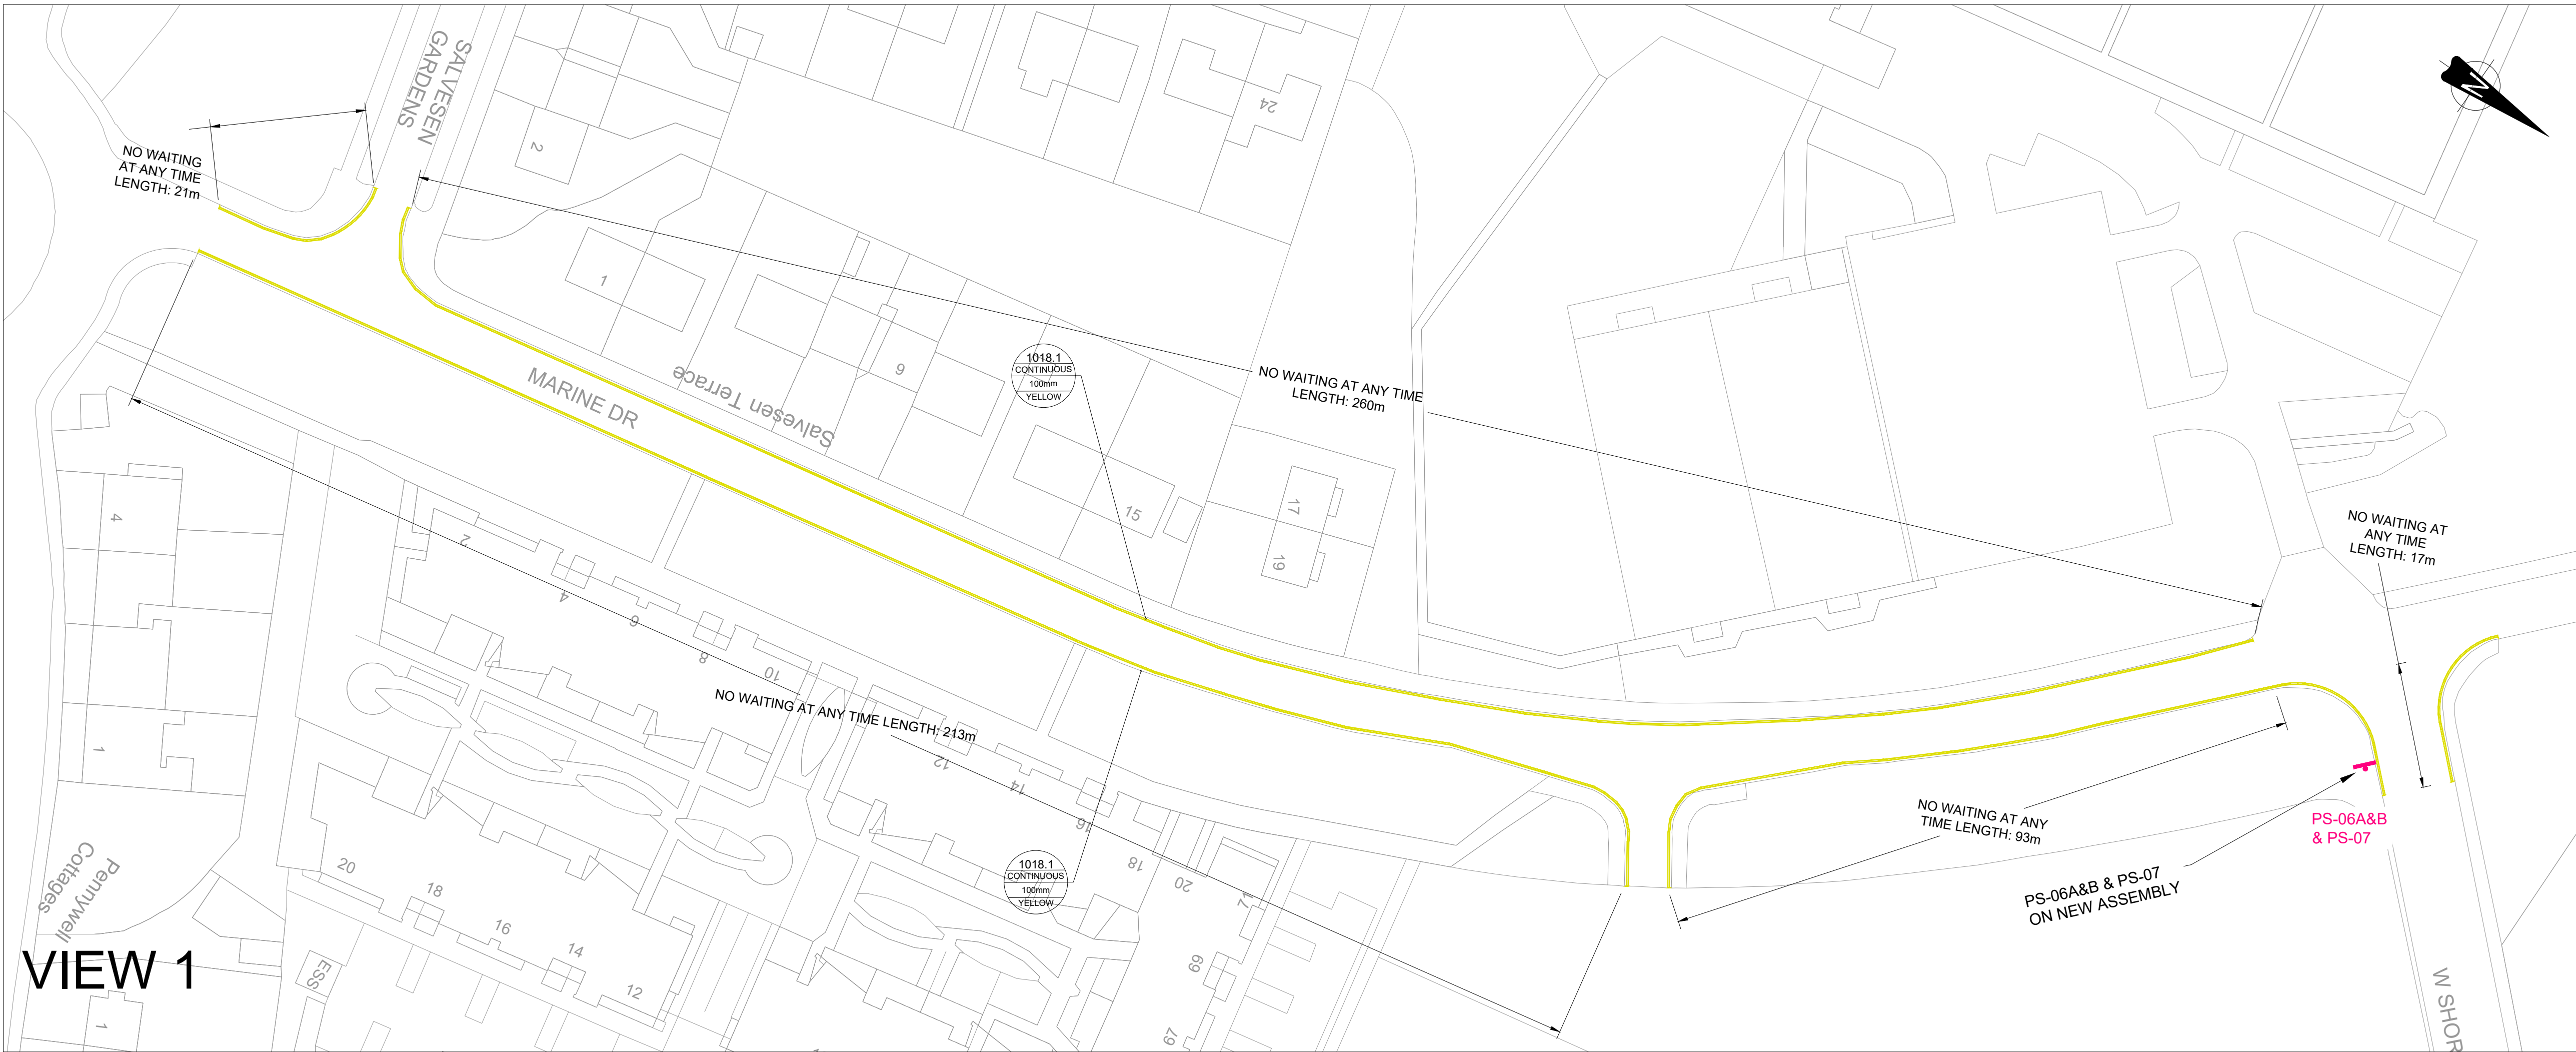 SALVESEN
GARDENS
NO WAITING
AT ANY TIME
LENGTH: 21m
2
24
N
1
9
1018.1
CONTINUOUS
100mm
YELLOW
NO WAITING AT ANY TIME
LENGTH: 260m
MARINE DR
Salvesen Terrace
15
17
19
NO WAITING AT
ANY TIME
LENGTH: 17m
4
1
2
4
6
8
10
NO WAITING AT ANY TIME LENGTH: 213m
12
14
16
18
20
71
69
67
1018.1
CONTINUOUS
100mm
YELLOW
NO WAITING AT ANY
TIME LENGTH: 93m
PS-06A&B
& PS-07
PS-06A&B & PS-07
ON NEW ASSEMBLY
Pennywell
Cottages
20
18
16
14
12
ESS
1
VIEW 1
W SHOR